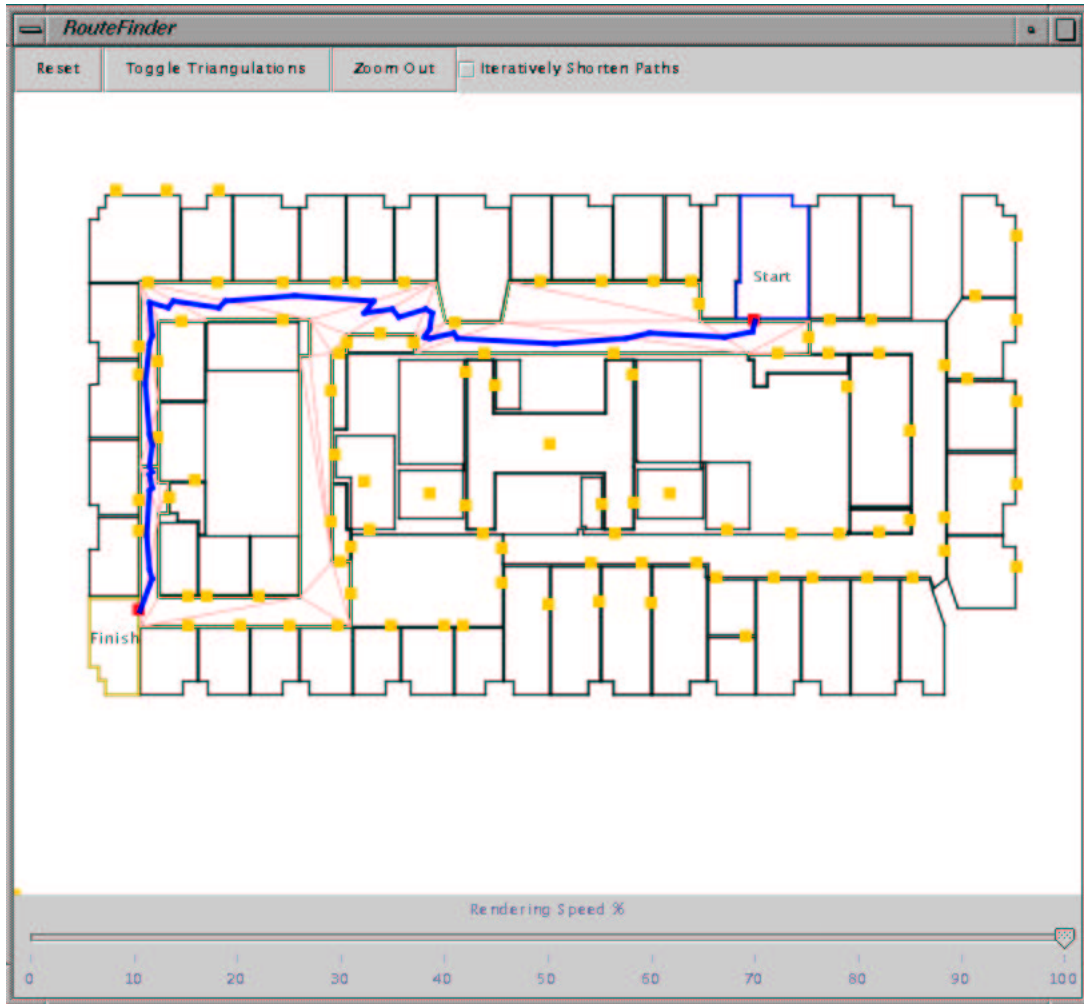 RouteFinder
Reset Toggle Triangulations Zoom Out Iteratively Shorten Paths
Start
Finish
Rendering Speed %
0 10 20 30 40 50 60 70 80 90 100